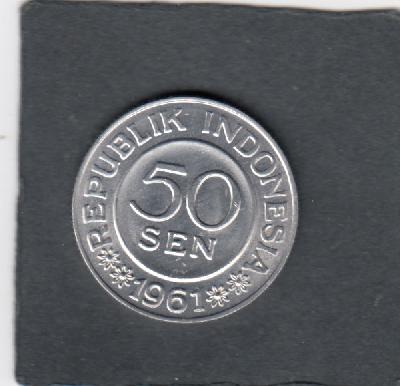 REPUBLIK INDONESIA
50
SEN
1961